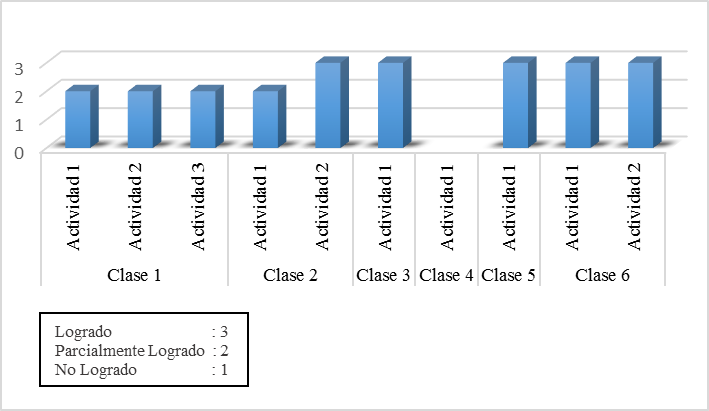 3
2
1
0
Actividad 1
Actividad 2
Actividad 3
Actividad 1
Actividad 2
Actividad 1
Actividad 1
Actividad 1
Actividad 1
Actividad 2
Clase 1
Clase 2
Clase 3
Clase 4
Clase 5
Clase 6
Logrado : 3
Parcialmente Logrado : 2
No Logrado : 1